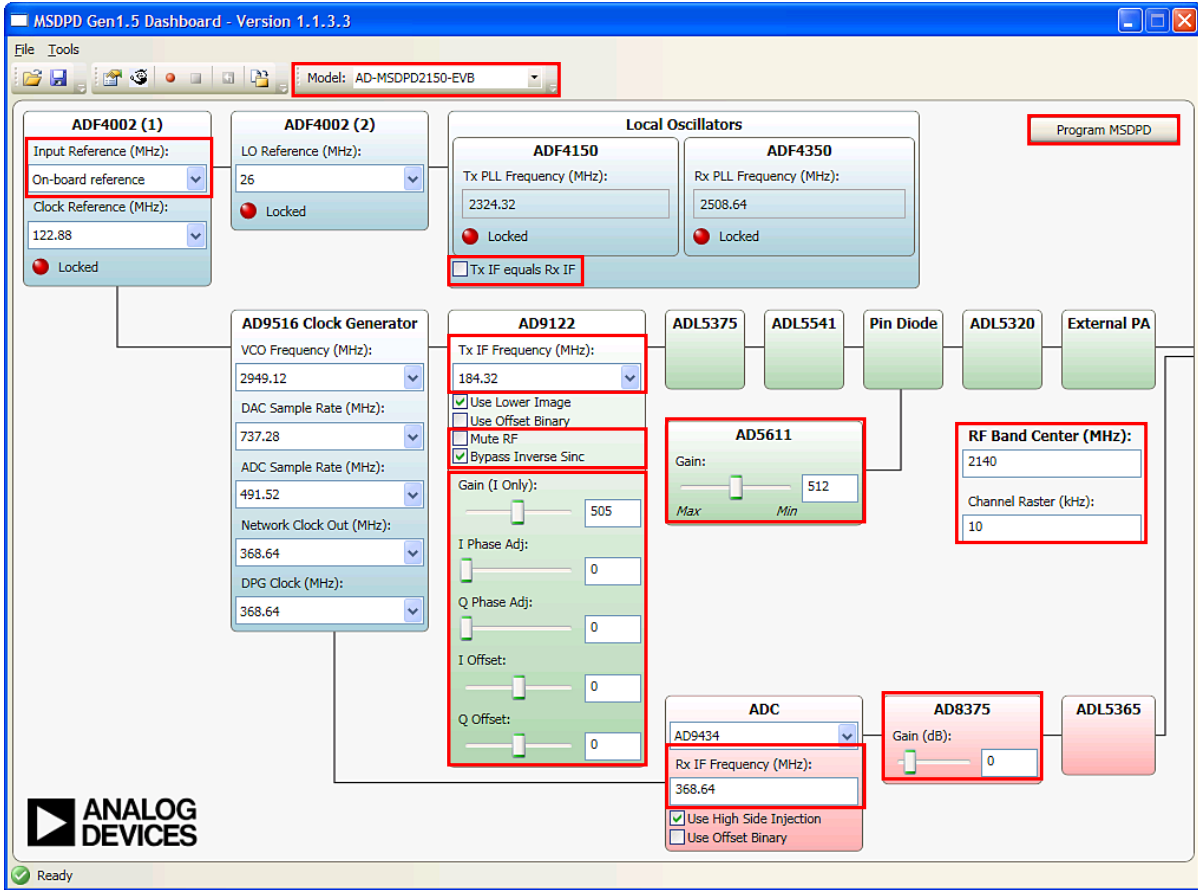 MSDPD Gen1.5 Dashboard - Version 1.1.3.3
File Tools
Model: AD-MSDPD2150-EVB
ADF4002 (1)
Input Reference (MHz):
On-board reference
Clock Reference (MHz):
122.88
Locked
ADF4002 (2)
LO Reference (MHz):
26
Locked
Local Oscillators
ADF4150
Tx PLL Frequency (MHz):
2324.32
Locked
ADF4350
Rx PLL Frequency (MHz):
2508.64
Locked
Tx IF equals Rx IF
Program MSDPD
AD9516 Clock Generator
VCO Frequency (MHz):
2949.12
DAC Sample Rate (MHz):
737.28
ADC Sample Rate (MHz):
491.52
Network Clock Out (MHz):
368.64
DPG Clock (MHz):
368.64
AD9122
Tx IF Frequency (MHz):
184.32
Use Lower Image
Use Offset Binary
Mute RF
Bypass Inverse Sinc
Gain (I Only):
505
I Phase Adj:
0
Q Phase Adj:
0
I Offset:
0
Q Offset:
0
ADL5375
ADL5541
Pin Diode
ADL5320
External PA
AD5611
Gain:
512
Max Min
RF Band Center (MHz):
2140
Channel Raster (kHz):
10
ADC
AD9434
Rx IF Frequency (MHz):
368.64
Use High Side Injection
Use Offset Binary
AD8375
Gain (dB):
0
ADL5365
ANALOG
DEVICES
Ready